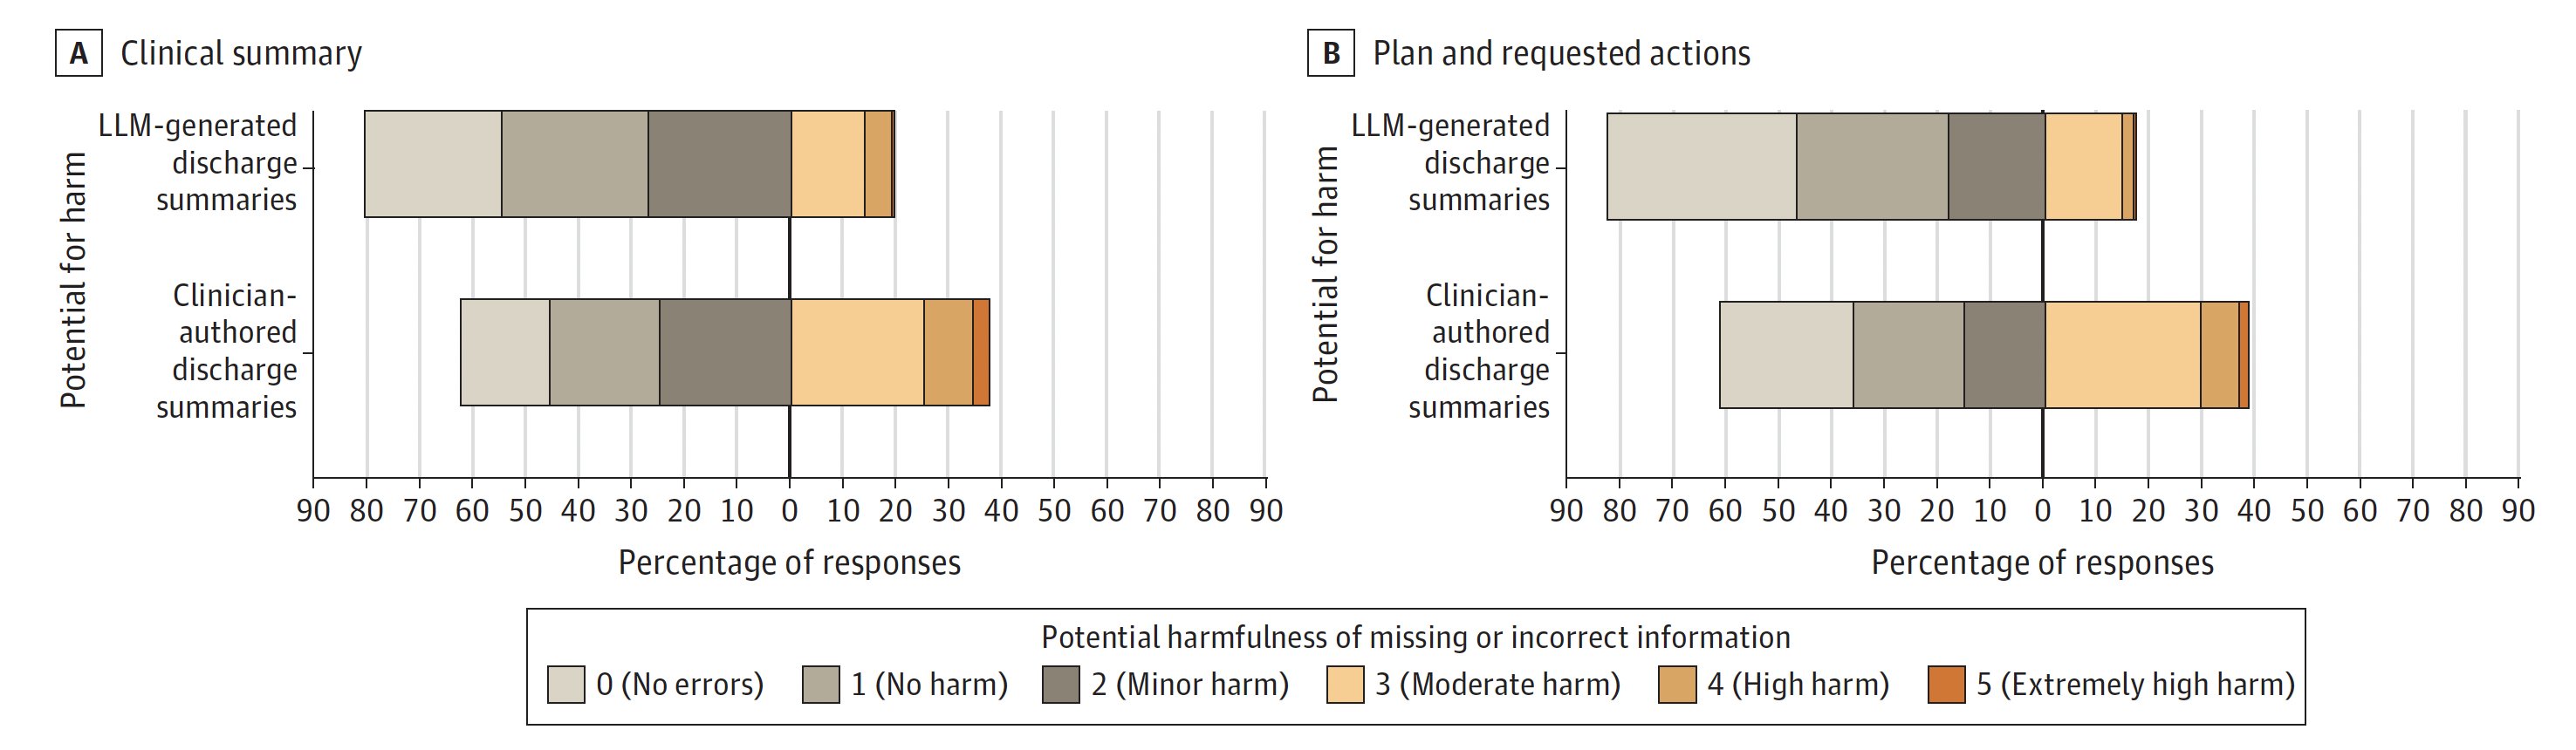 A Clinical summary
Potential for harm
LLM-generated
discharge
summaries
Clinician-
authored
discharge
summaries
90 80 70 60 50 40 30 20 10 0 10 20 30 40 50 60 70 80 90
Percentage of responses
B Plan and requested actions
Potential for harm
LLM-generated
discharge
summaries
Clinician-
authored
discharge
summaries
90 80 70 60 50 40 30 20 10 0 10 20 30 40 50 60 70 80 90
Percentage of responses
Potential harmfulness of missing or incorrect information
0 (No errors) 1 (No harm) 2 (Minor harm) 3 (Moderate harm) 4 (High harm) 5 (Extremely high harm)